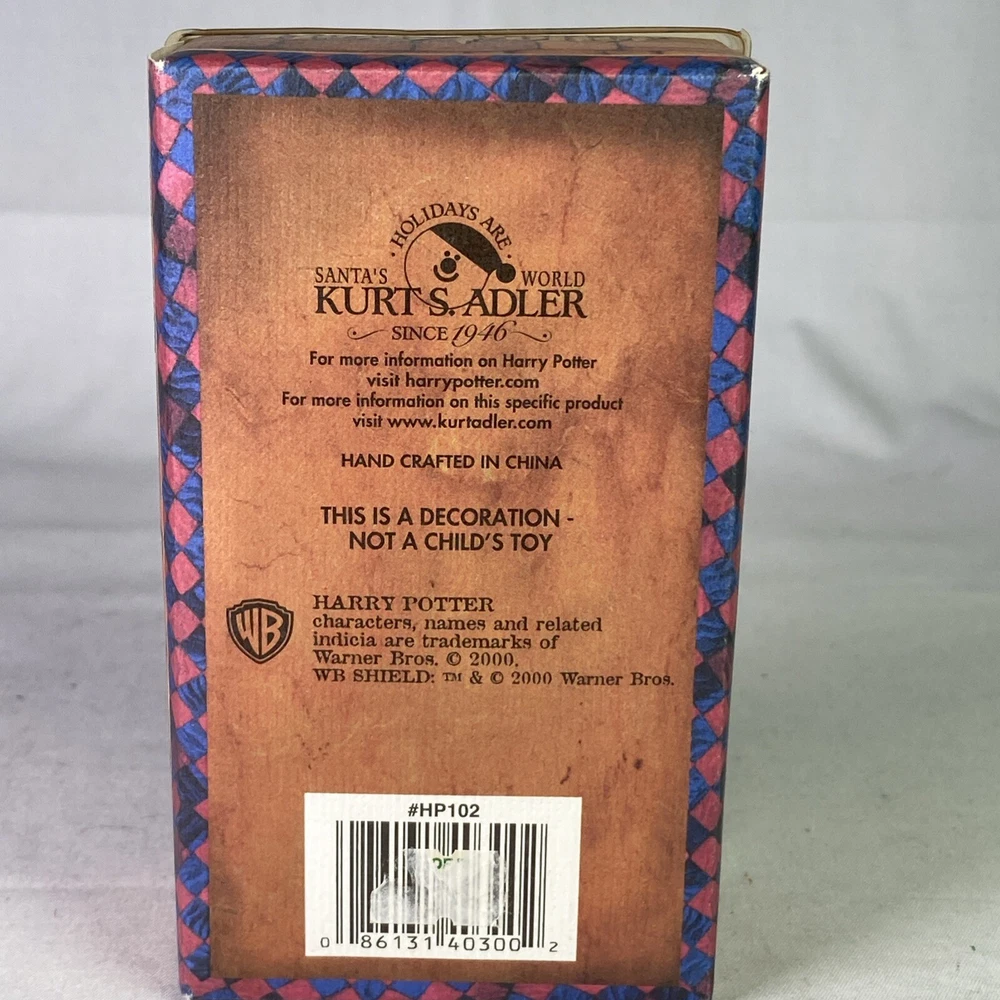 · HOLIDAYS ARE ·
SANTA'S WORLD
KURT S. ADLER
SINCE 1946
For more information on Harry Potter
visit harrypotter.com
For more information on this specific product
visit www.kurtadler.com
HAND CRAFTED IN CHINA
THIS IS A DECORATION -
NOT A CHILD'S TOY
WB
HARRY POTTER
characters, names and related
indicia are trademarks of
Warner Bros. © 2000.
WB SHIELD: ™ & © 2000 Warner Bros.
#HP102
0 86131 40300 2